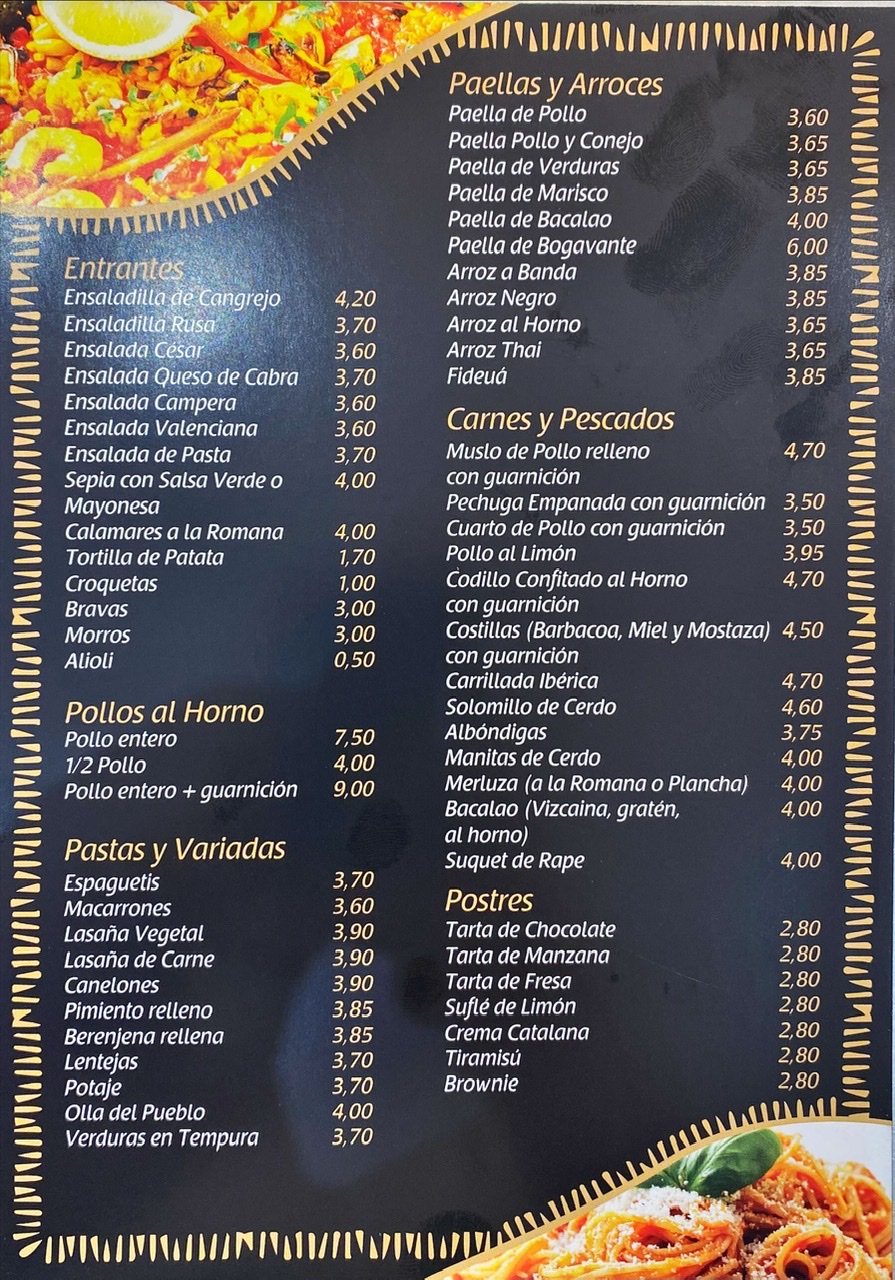 Entrantes
Ensaladilla de Cangrejo 4,20
Ensaladilla Rusa 3,70
Ensalada César 3,60
Ensalada Queso de Cabra 3,70
Ensalada Campera 3,60
Ensalada Valenciana 3,60
Ensalada de Pasta 3,70
Sepia con Salsa Verde o 4,00
Mayonesa
Calamares a la Romana 4,00
Tortilla de Patata 1,70
Croquetas 1,00
Bravas 3,00
Morros 3,00
Alioli 0,50
Pollos al Horno
Pollo entero 7,50
1/2 Pollo 4,00
Pollo entero + guarnición 9,00
Pastas y Variadas
Espaguetis 3,70
Macarrones 3,60
Lasaña Vegetal 3,90
Lasaña de Carne 3,90
Canelones 3,90
Pimiento relleno 3,85
Berenjena rellena 3,85
Lentejas 3,70
Potaje 3,70
Olla del Pueblo 4,00
Verduras en Tempura 3,70
Paellas y Arroces
Paella de Pollo 3,60
Paella Pollo y Conejo 3,65
Paella de Verduras 3,65
Paella de Marisco 3,85
Paella de Bacalao 4,00
Paella de Bogavante 6,00
Arroz a Banda 3,85
Arroz Negro 3,85
Arroz al Horno 3,65
Arroz Thai 3,65
Fideuá 3,85
Carnes y Pescados
Muslo de Pollo relleno 4,70
con guarnición
Pechuga Empanada con guarnición 3,50
Cuarto de Pollo con guarnición 3,50
Pollo al Limón 3,95
Codillo Confitado al Horno 4,70
con guarnición
Costillas (Barbacoa, Miel y Mostaza) 4,50
con guarnición
Carrillada Ibérica 4,70
Solomillo de Cerdo 4,60
Albóndigas 3,75
Manitas de Cerdo 4,00
Merluza (a la Romana o Plancha) 4,00
Bacalao (Vizcaina, gratén, 4,00
al horno)
Suquet de Rape 4,00
Postres
Tarta de Chocolate 2,80
Tarta de Manzana 2,80
Tarta de Fresa 2,80
Suflé de Limón 2,80
Crema Catalana 2,80
Tiramisú 2,80
Brownie 2,80